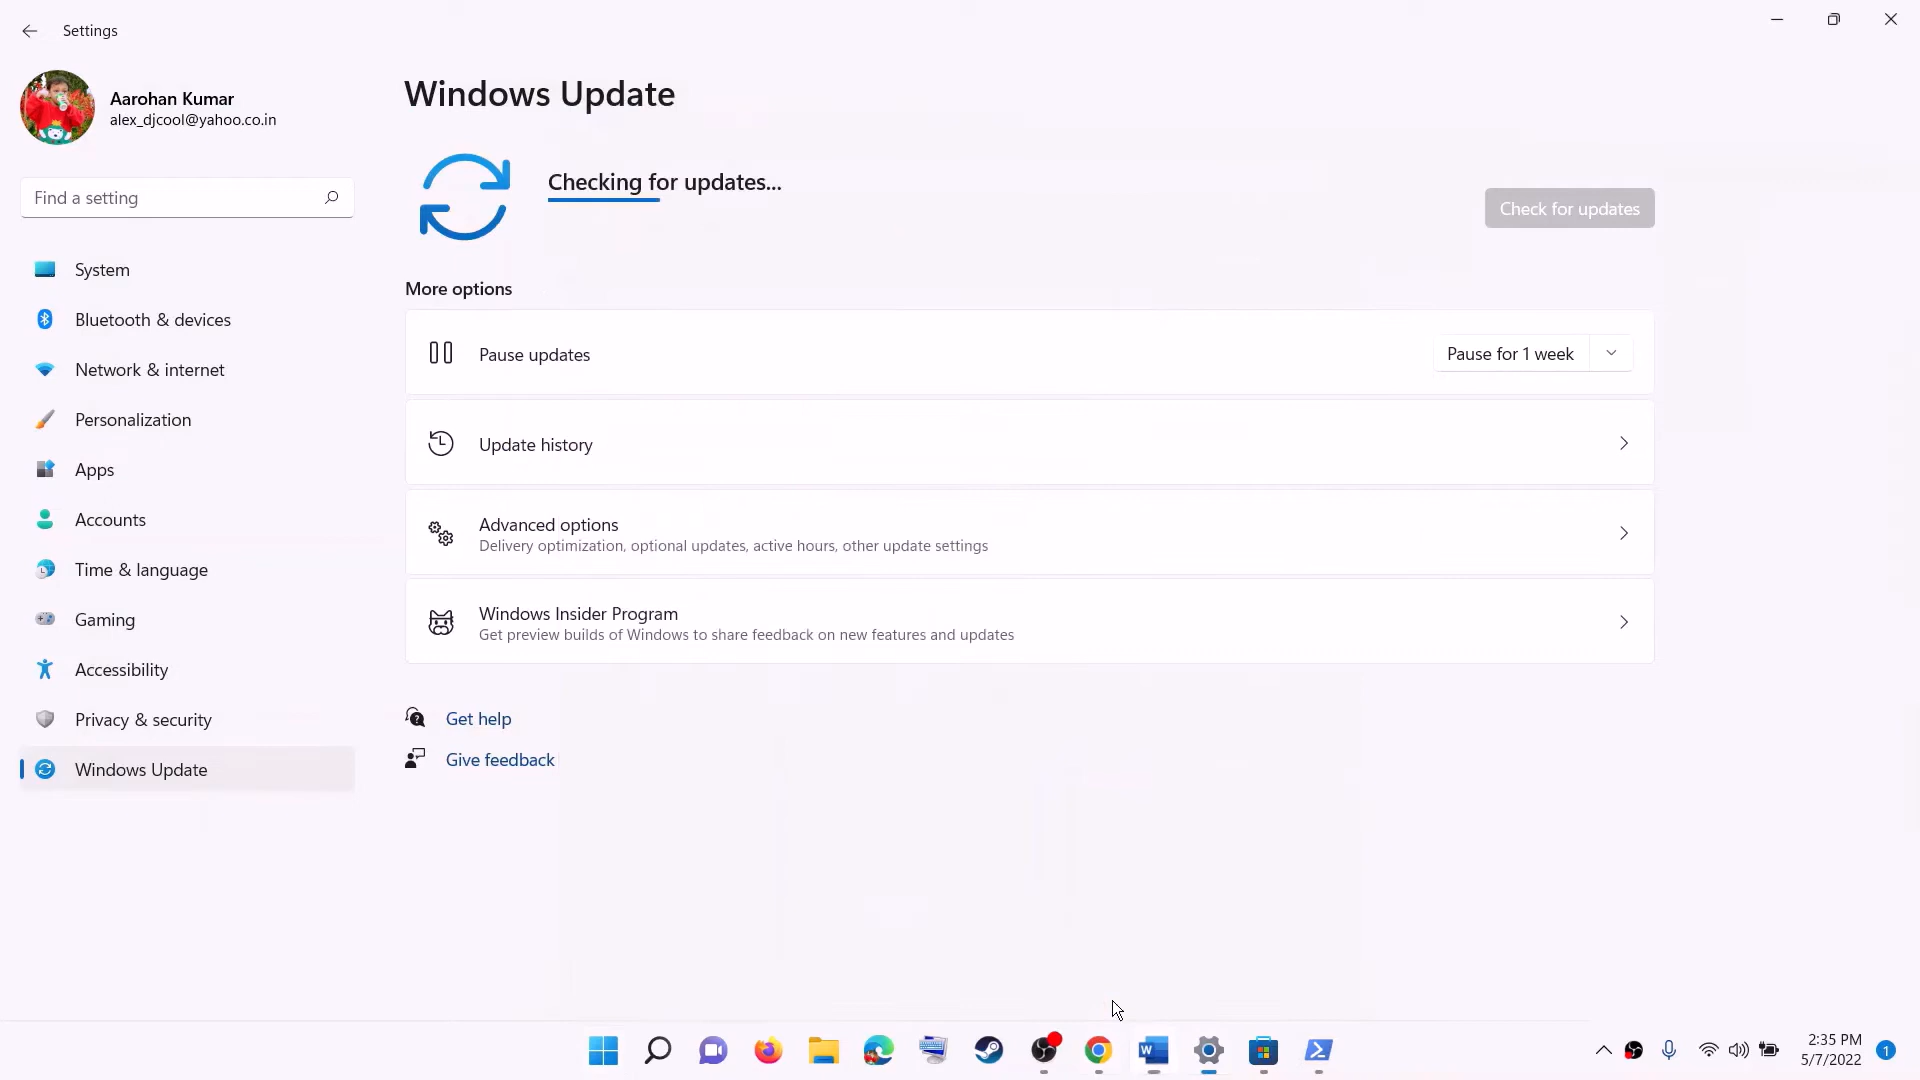 Settings
Aarohan Kumar
alex_djcool@yahoo.co.in
Find a setting
System
Bluetooth & devices
Network & internet
Personalization
Apps
Accounts
Time & language
Gaming
Accessibility
Privacy & security
Windows Update
Windows Update
Checking for updates...
Check for updates
More options
Pause updates
Pause for 1 week
Update history
Advanced options
Delivery optimization, optional updates, active hours, other update settings
Windows Insider Program
Get preview builds of Windows to share feedback on new features and updates
Get help
Give feedback
2:35 PM
5/7/2022
1